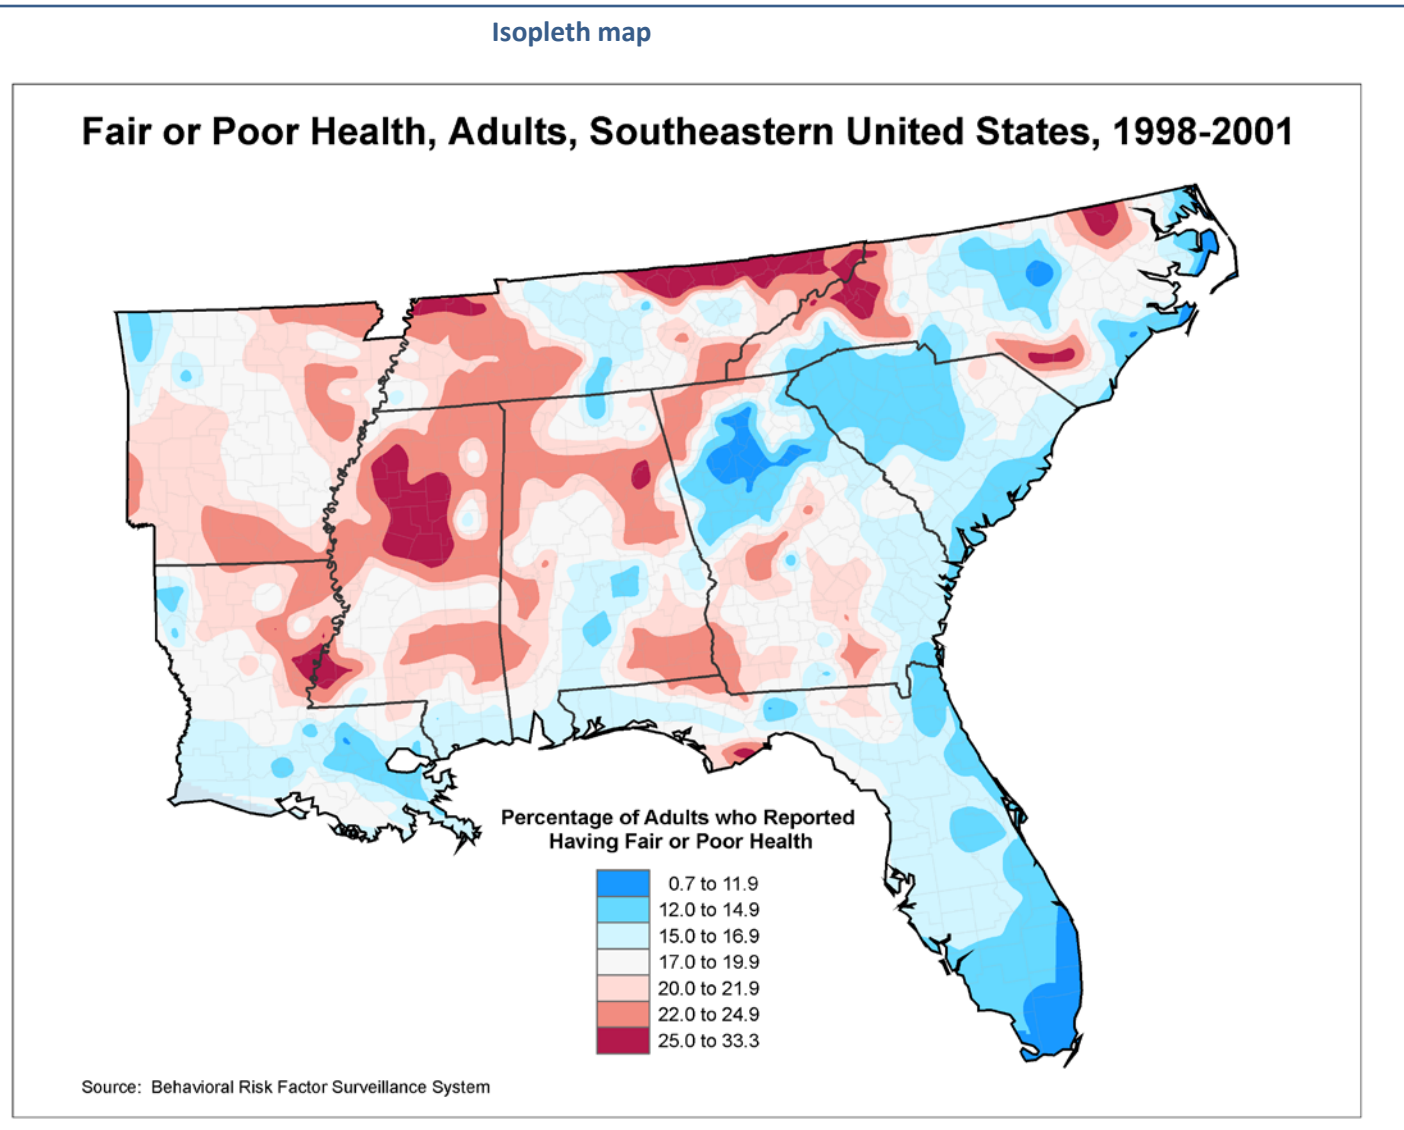 Isopleth map
Fair or Poor Health, Adults, Southeastern United States, 1998-2001
Percentage of Adults who Reported
Having Fair or Poor Health
0.7 to 11.9
12.0 to 14.9
15.0 to 16.9
17.0 to 19.9
20.0 to 21.9
22.0 to 24.9
25.0 to 33.3
Source:  Behavioral Risk Factor Surveillance System